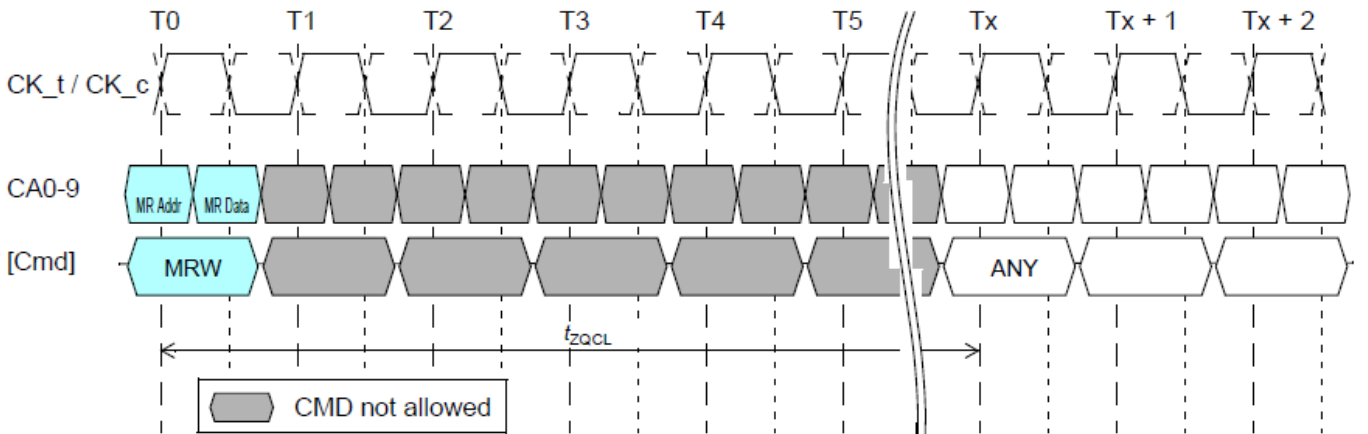 T0 T1 T2 T3 T4 T5 Tx Tx + 1 Tx + 2
CK_t / CK_c
CA0-9 MR Addr MR Data
[Cmd] MRW ANY
tZQCL
CMD not allowed